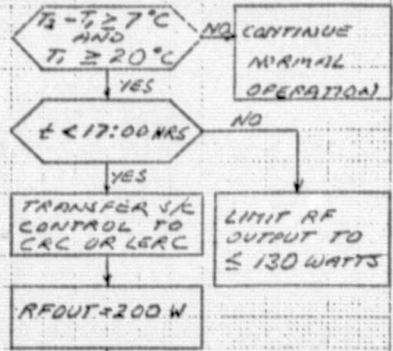 T₂ - T₁ ≥ 7°C
AND
T₁ ≥ 20°C
NO
CONTINUE
NORMAL
OPERATION
YES
t < 17:00 HRS
NO
YES
TRANSFER S/C
CONTROL TO
CRC OR LERC
LIMIT RF
OUTPUT TO
≤ 130 WATTS
RFOUT=200 W